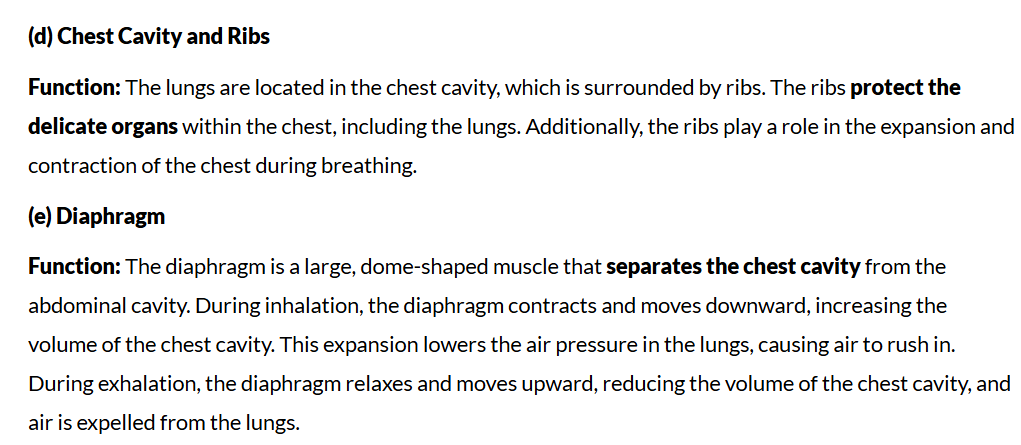 (d) Chest Cavity and Ribs
Function: The lungs are located in the chest cavity, which is surrounded by ribs. The ribs protect the
delicate organs within the chest, including the lungs. Additionally, the ribs play a role in the expansion and
contraction of the chest during breathing.
(e) Diaphragm
Function: The diaphragm is a large, dome-shaped muscle that separates the chest cavity from the
abdominal cavity. During inhalation, the diaphragm contracts and moves downward, increasing the
volume of the chest cavity. This expansion lowers the air pressure in the lungs, causing air to rush in.
During exhalation, the diaphragm relaxes and moves upward, reducing the volume of the chest cavity, and
air is expelled from the lungs.